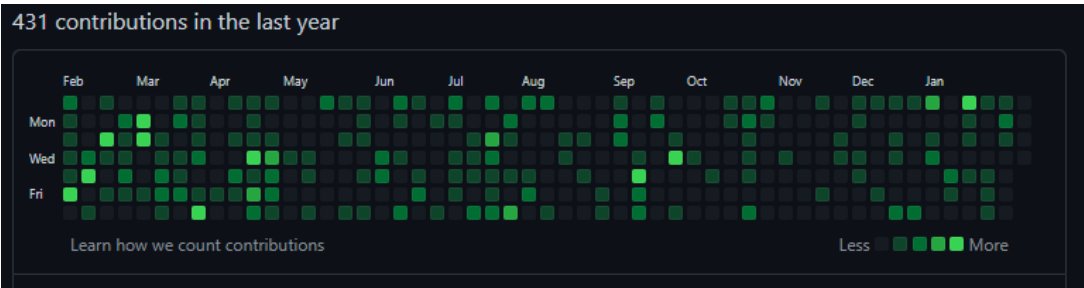 431 contributions in the last year
Feb Mar Apr May Jun Jul Aug Sep Oct Nov Dec Jan
Mon
Wed
Fri
Learn how we count contributions Less More